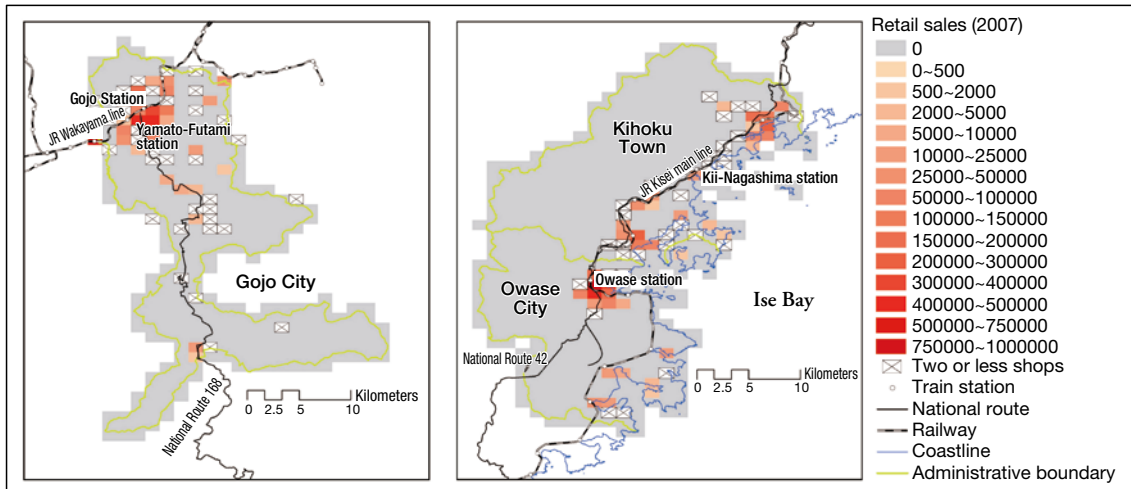 Gojo Station
JR Wakayama line
Yamato-Futami
station
Gojo City
National Route 168
0 2.5 5 10
Kilometers
Kihoku
Town
JR Kisei main line
Kii-Nagashima station
Owase station
Owase
City
Ise Bay
National Route 42
0 2.5 5 10
Kilometers
Retail sales (2007)
0
0~500
500~2000
2000~5000
5000~10000
10000~25000
25000~50000
50000~100000
100000~150000
150000~200000
200000~300000
300000~400000
400000~500000
500000~750000
750000~1000000
Two or less shops
Train station
National route
Railway
Coastline
Administrative boundary